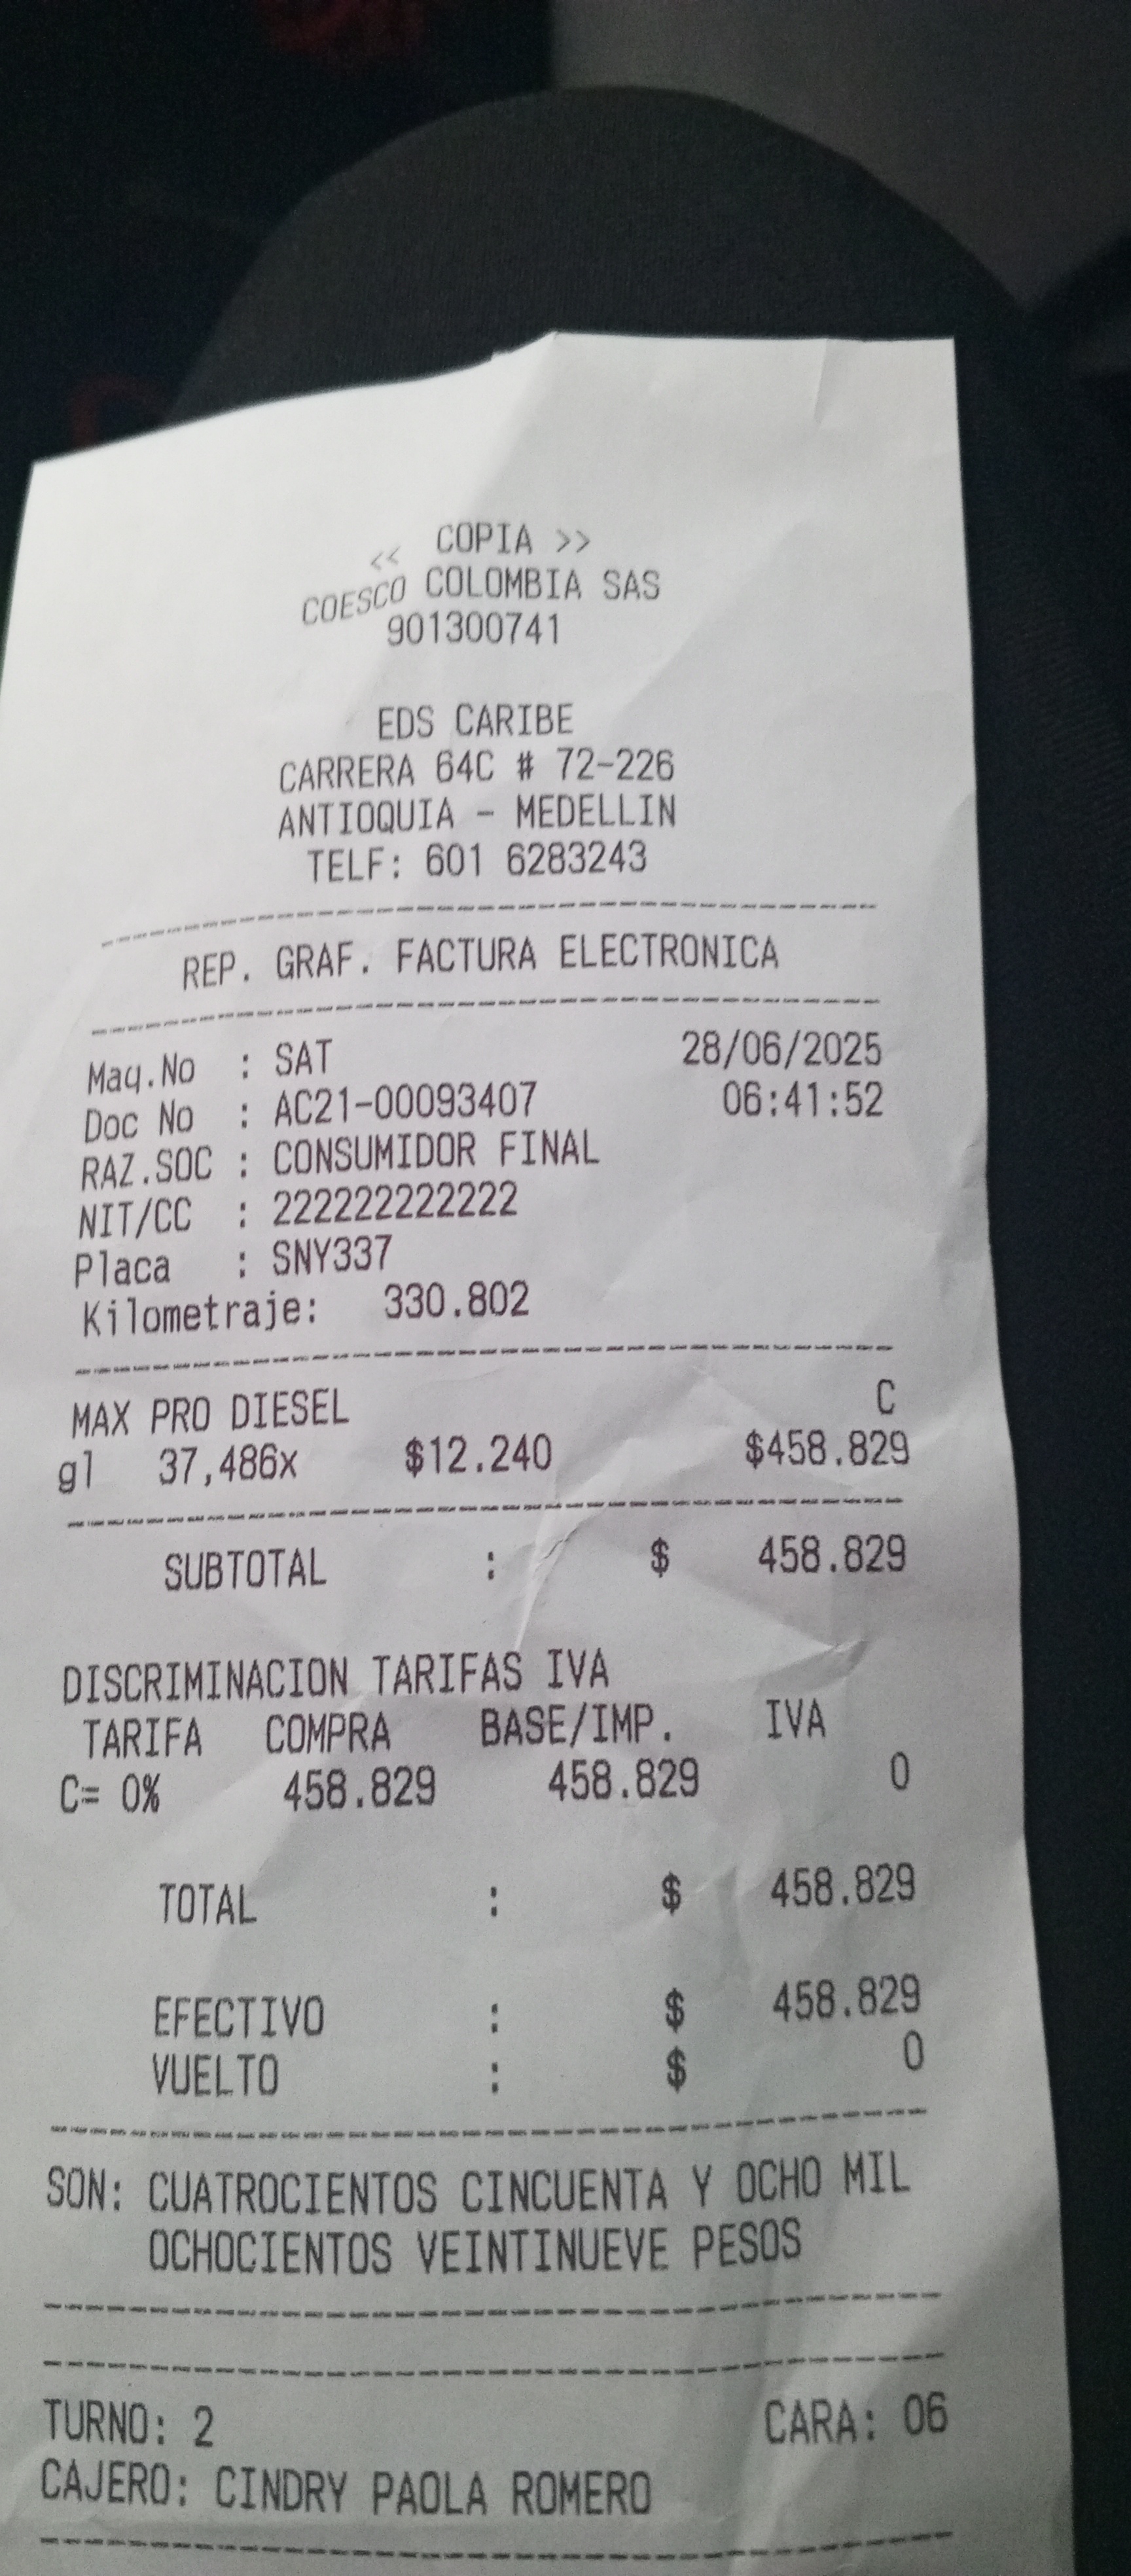 << COPIA >>
COESCO COLOMBIA SAS
901300741
EDS CARIBE
CARRERA 64C # 72-226
ANTIOQUIA - MEDELLIN
TELF: 601 6283243
REP. GRAF. FACTURA ELECTRONICA
Maq.No : SAT 28/06/2025
Doc No : AC21-00093407 06:41:52
RAZ.SOC : CONSUMIDOR FINAL
NIT/CC : 222222222222
Placa : SNY337
Kilometraje: 330.802
MAX PRO DIESEL C
gl 37,486x $12.240 $458.829
SUBTOTAL : $ 458.829
DISCRIMINACION TARIFAS IVA
TARIFA COMPRA BASE/IMP. IVA
C= 0% 458.829 458.829 0
TOTAL : $ 458.829
EFECTIVO : $ 458.829
VUELTO : $ 0
SON: CUATROCIENTOS CINCUENTA Y OCHO MIL
OCHOCIENTOS VEINTINUEVE PESOS
TURNO: 2 CARA: 06
CAJERO: CINDRY PAOLA ROMERO